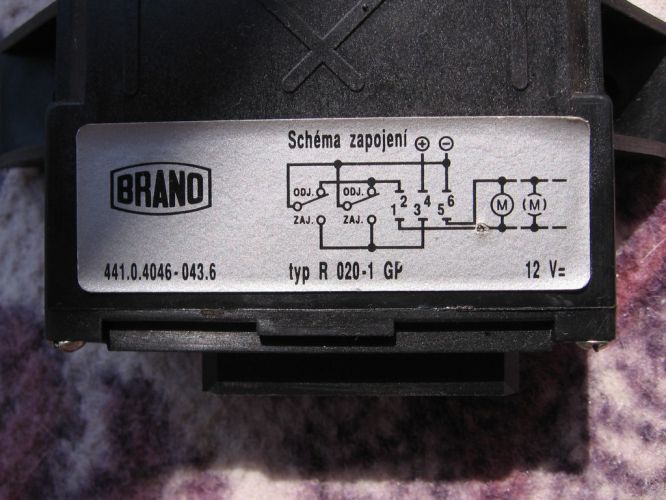 Schéma zapojení ⊕ ⊖
BRANO
ODJ. ODJ. 2 4 6
ZAJ. ZAJ. 1 3 5
M (M)
441.0.4046-043.6 typ R 020-1 GP 12 V=